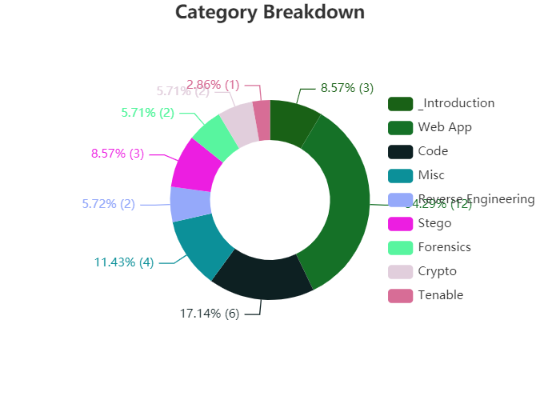 Category Breakdown
2.86% (1)
5.71% (2)
8.57% (3)
5.71% (2)
8.57% (3)
5.72% (2)
34.29% (12)
11.43% (4)
17.14% (6)
_Introduction
Web App
Code
Misc
Reverse Engineering
Stego
Forensics
Crypto
Tenable